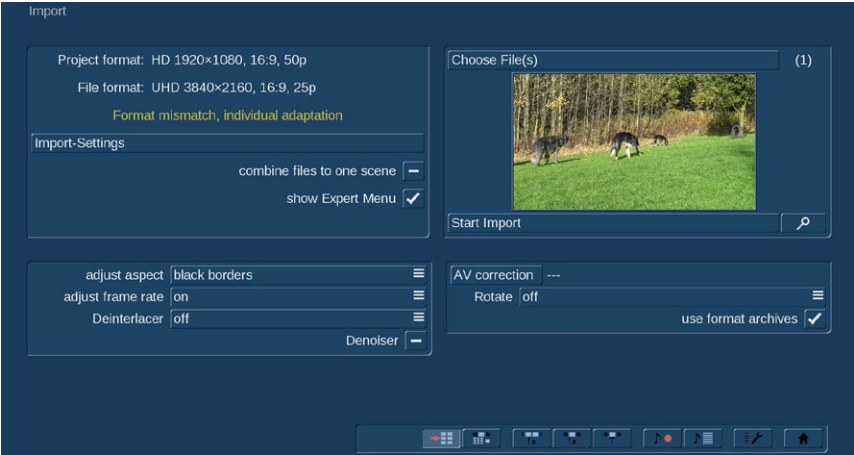 Import
Project format: HD 1920×1080, 16:9, 50p
File format: UHD 3840×2160, 16:9, 25p
Format mismatch, individual adaptation
Import-Settings
combine files to one scene
show Expert Menu
Choose File(s) (1)
Start Import
adjust aspect black borders
adjust frame rate on
Deinterlacer off
Denoiser
AV correction ---
Rotate off
use format archives